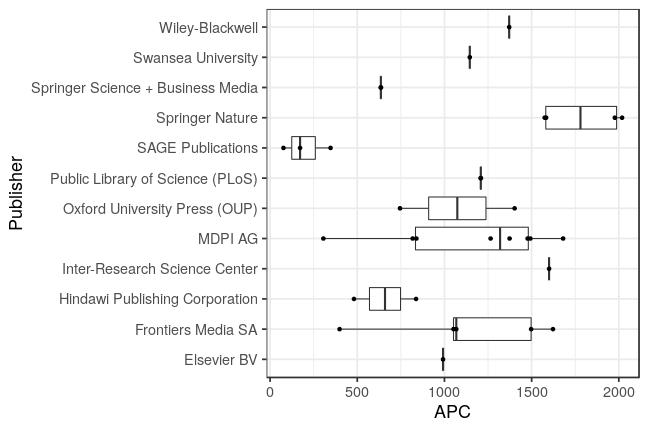 Publisher
Wiley-Blackwell
Swansea University
Springer Science + Business Media
Springer Nature
SAGE Publications
Public Library of Science (PLoS)
Oxford University Press (OUP)
MDPI AG
Inter-Research Science Center
Hindawi Publishing Corporation
Frontiers Media SA
Elsevier BV
0 500 1000 1500 2000
APC